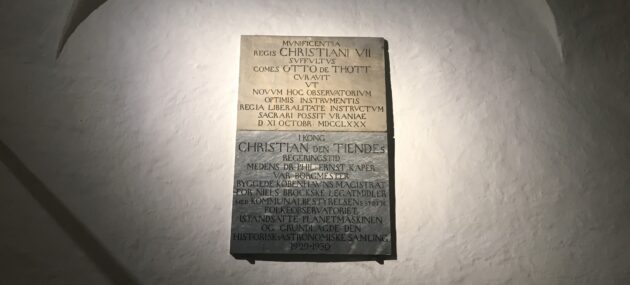 MVNIFICENTIA
REGIS CHRISTIANI VII
SVFFVLTVS
COMES OTTO DE THOTT
CVRAVIT
VT
NOVVM HOC OBSERVATORIVM
OPTIMIS INSTRVMENTIS
REGIA LIBERALITATE INSTRVCTVM
SACRARI POSSIT VRANIAE
D XI OCTOBR MDCCLXXX
I KONG
CHRISTIAN DEN TIENDES
REGERINGSTID
MEDENS DR. PHIL. ERNST KAPER
VAR BORGMESTER
BYGGEDE KØBENHAVNS MAGISTRAT
FOR NIELS BROCKSKE LEGATMIDLER
MED KOMMUNALBESTYRELSENS STØTTE
FOLKEOBSERVATORIET
ISTANDSATTE PLANETMASKINEN
OG GRUNDLAGDE DEN
HISTORISK-ASTRONOMISKE SAMLING
1929-1930